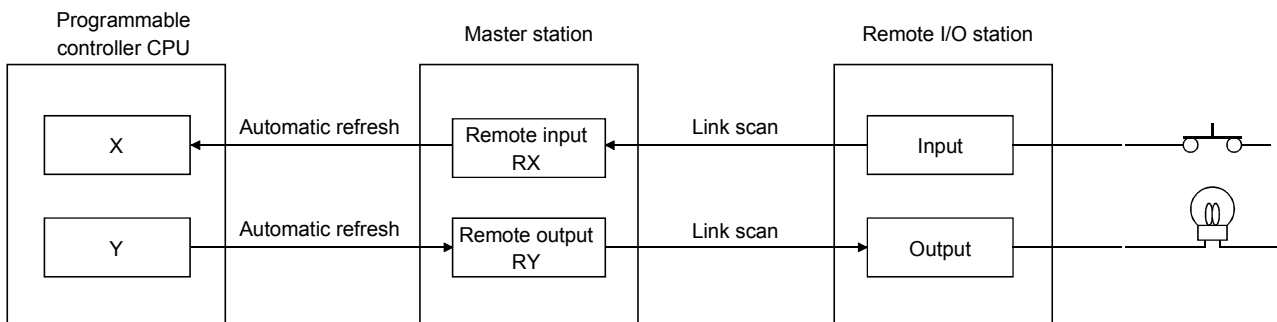 Programmable
controller CPU
Master station
Remote I/O station
X
Automatic refresh
Remote input
RX
Link scan
Input
Y
Automatic refresh
Remote output
RY
Link scan
Output